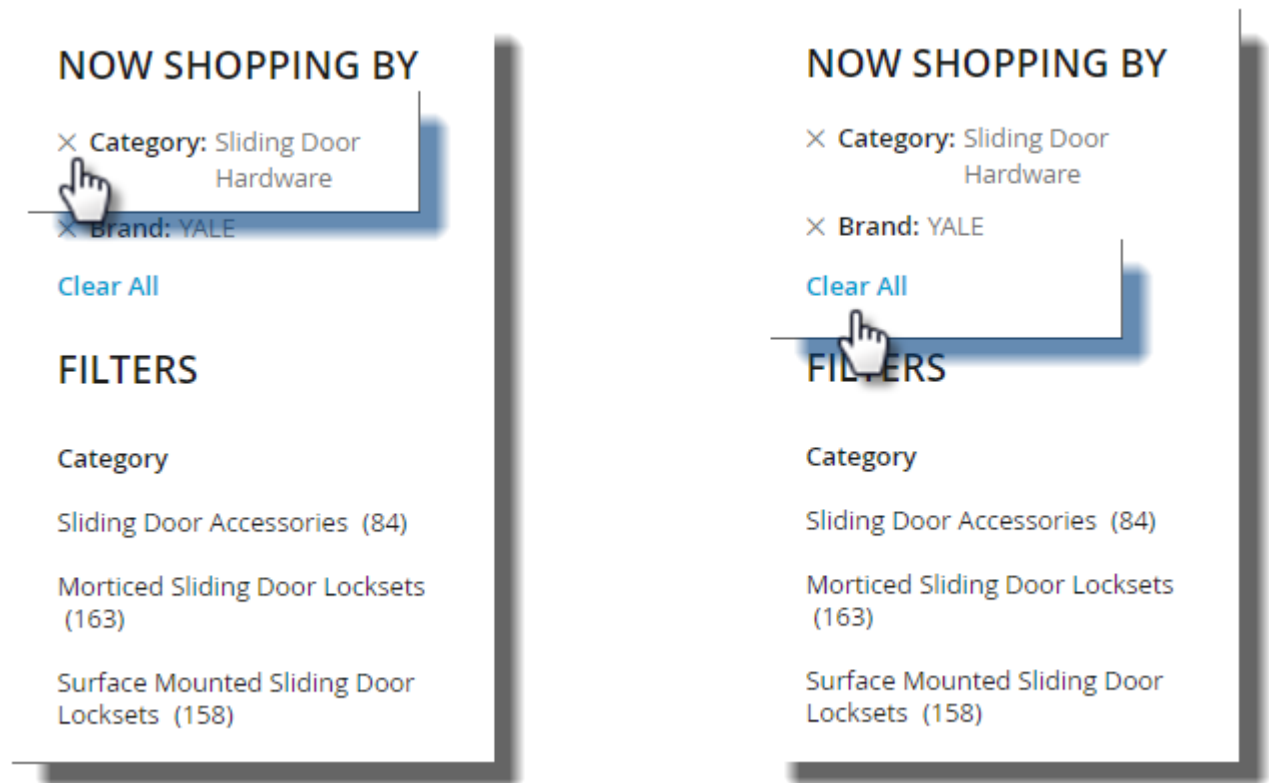 NOW SHOPPING BY
× Category: Sliding Door
Hardware
× Brand: YALE
Clear All
FILTERS
Category
Sliding Door Accessories (84)
Morticed Sliding Door Locksets
(163)
Surface Mounted Sliding Door
Locksets (158)
NOW SHOPPING BY
× Category: Sliding Door
Hardware
× Brand: YALE
Clear All
FILTERS
Category
Sliding Door Accessories (84)
Morticed Sliding Door Locksets
(163)
Surface Mounted Sliding Door
Locksets (158)